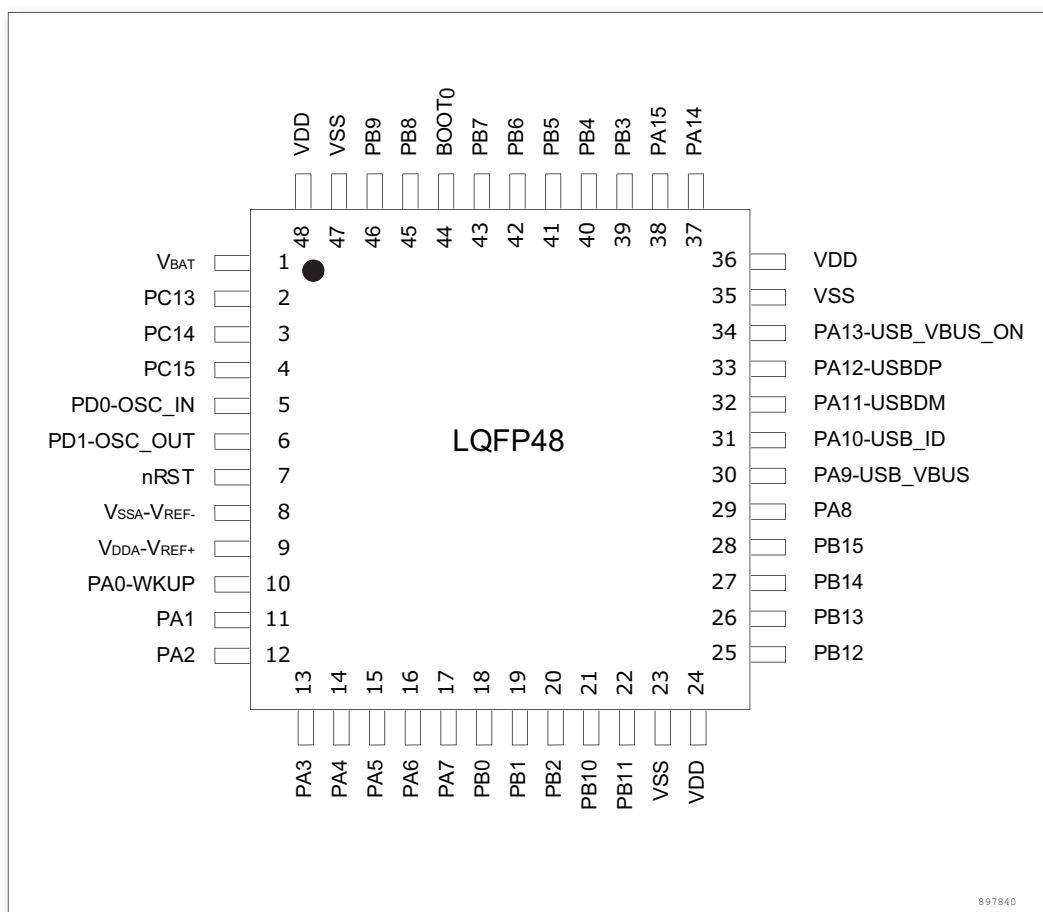 VDD
VSS
PB9
PB8
BOOT0
PB7
PB6
PB5
PB4
PB3
PA15
PA14
48
47
46
45
44
43
42
41
40
39
38
37
VBAT 1
PC13 2
PC14 3
PC15 4
PD0-OSC_IN 5
PD1-OSC_OUT 6
nRST 7
VSSA-VREF- 8
VDDA-VREF+ 9
PA0-WKUP 10
PA1 11
PA2 12
LQFP48
36 VDD
35 VSS
34 PA13-USB_VBUS_ON
33 PA12-USBDP
32 PA11-USBDM
31 PA10-USB_ID
30 PA9-USB_VBUS
29 PA8
28 PB15
27 PB14
26 PB13
25 PB12
13
14
15
16
17
18
19
20
21
22
23
24
PA3
PA4
PA5
PA6
PA7
PB0
PB1
PB2
PB10
PB11
VSS
VDD
897840